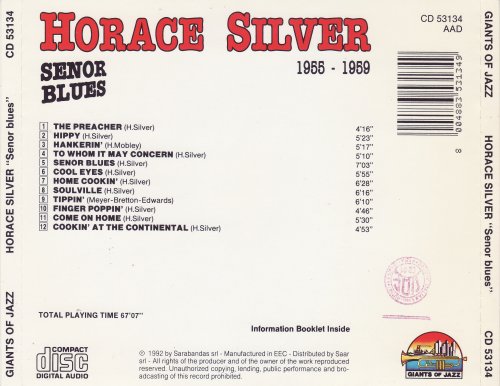 CD 53134
HORACE SILVER "Senor blues"
GIANTS OF JAZZ
HORACE SILVER
SENOR
BLUES
1955 - 1959
CD 53134
AAD
8 004883 531349
1 THE PREACHER (H.Silver) 4'16"
2 HIPPY (H.Silver) 5'23"
3 HANKERIN' (H.Mobley) 5'17"
4 TO WHOM IT MAY CONCERN (H.Silver) 5'10"
5 SENOR BLUES (H.Silver) 7'03"
6 COOL EYES (H.Silver) 5'55"
7 HOME COOKIN' (H.Silver) 6'28"
8 SOULVILLE (H.Silver) 6'16"
9 TIPPIN' (Meyer-Bretton-Edwards) 6'10"
10 FINGER POPPIN' (H.Silver) 4'46"
11 COME ON HOME (H.Silver) 5'30"
12 COOKIN' AT THE CONTINENTAL (H.Silver) 4'53"
TOTAL PLAYING TIME 67'07"
Information Booklet Inside
COMPACT
disc
DIGITAL AUDIO
© 1992 by Sarabandas srl - Manufactured in EEC - Distributed by Saar
srl - All rights of the producer and of the owner of the work reproduced
reserved. Unauthorized copying, lending, public performance and bro-
adcasting of this record prohibited.
GIANTS OF JAZZ
GIANTS OF JAZZ
HORACE SILVER "Senor blues"
CD 53134